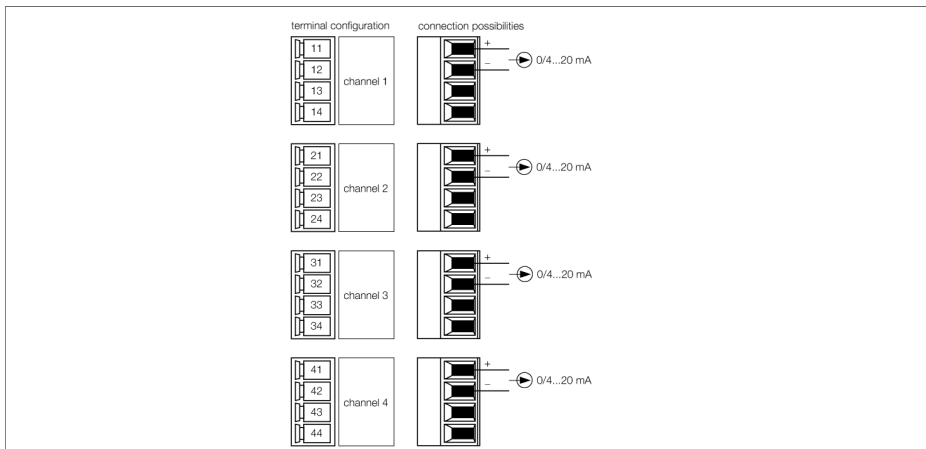 terminal configuration
connection possibilities
11
12
13
14
channel 1
+
–
0/4...20 mA
21
22
23
24
channel 2
+
–
0/4...20 mA
31
32
33
34
channel 3
+
–
0/4...20 mA
41
42
43
44
channel 4
+
–
0/4...20 mA